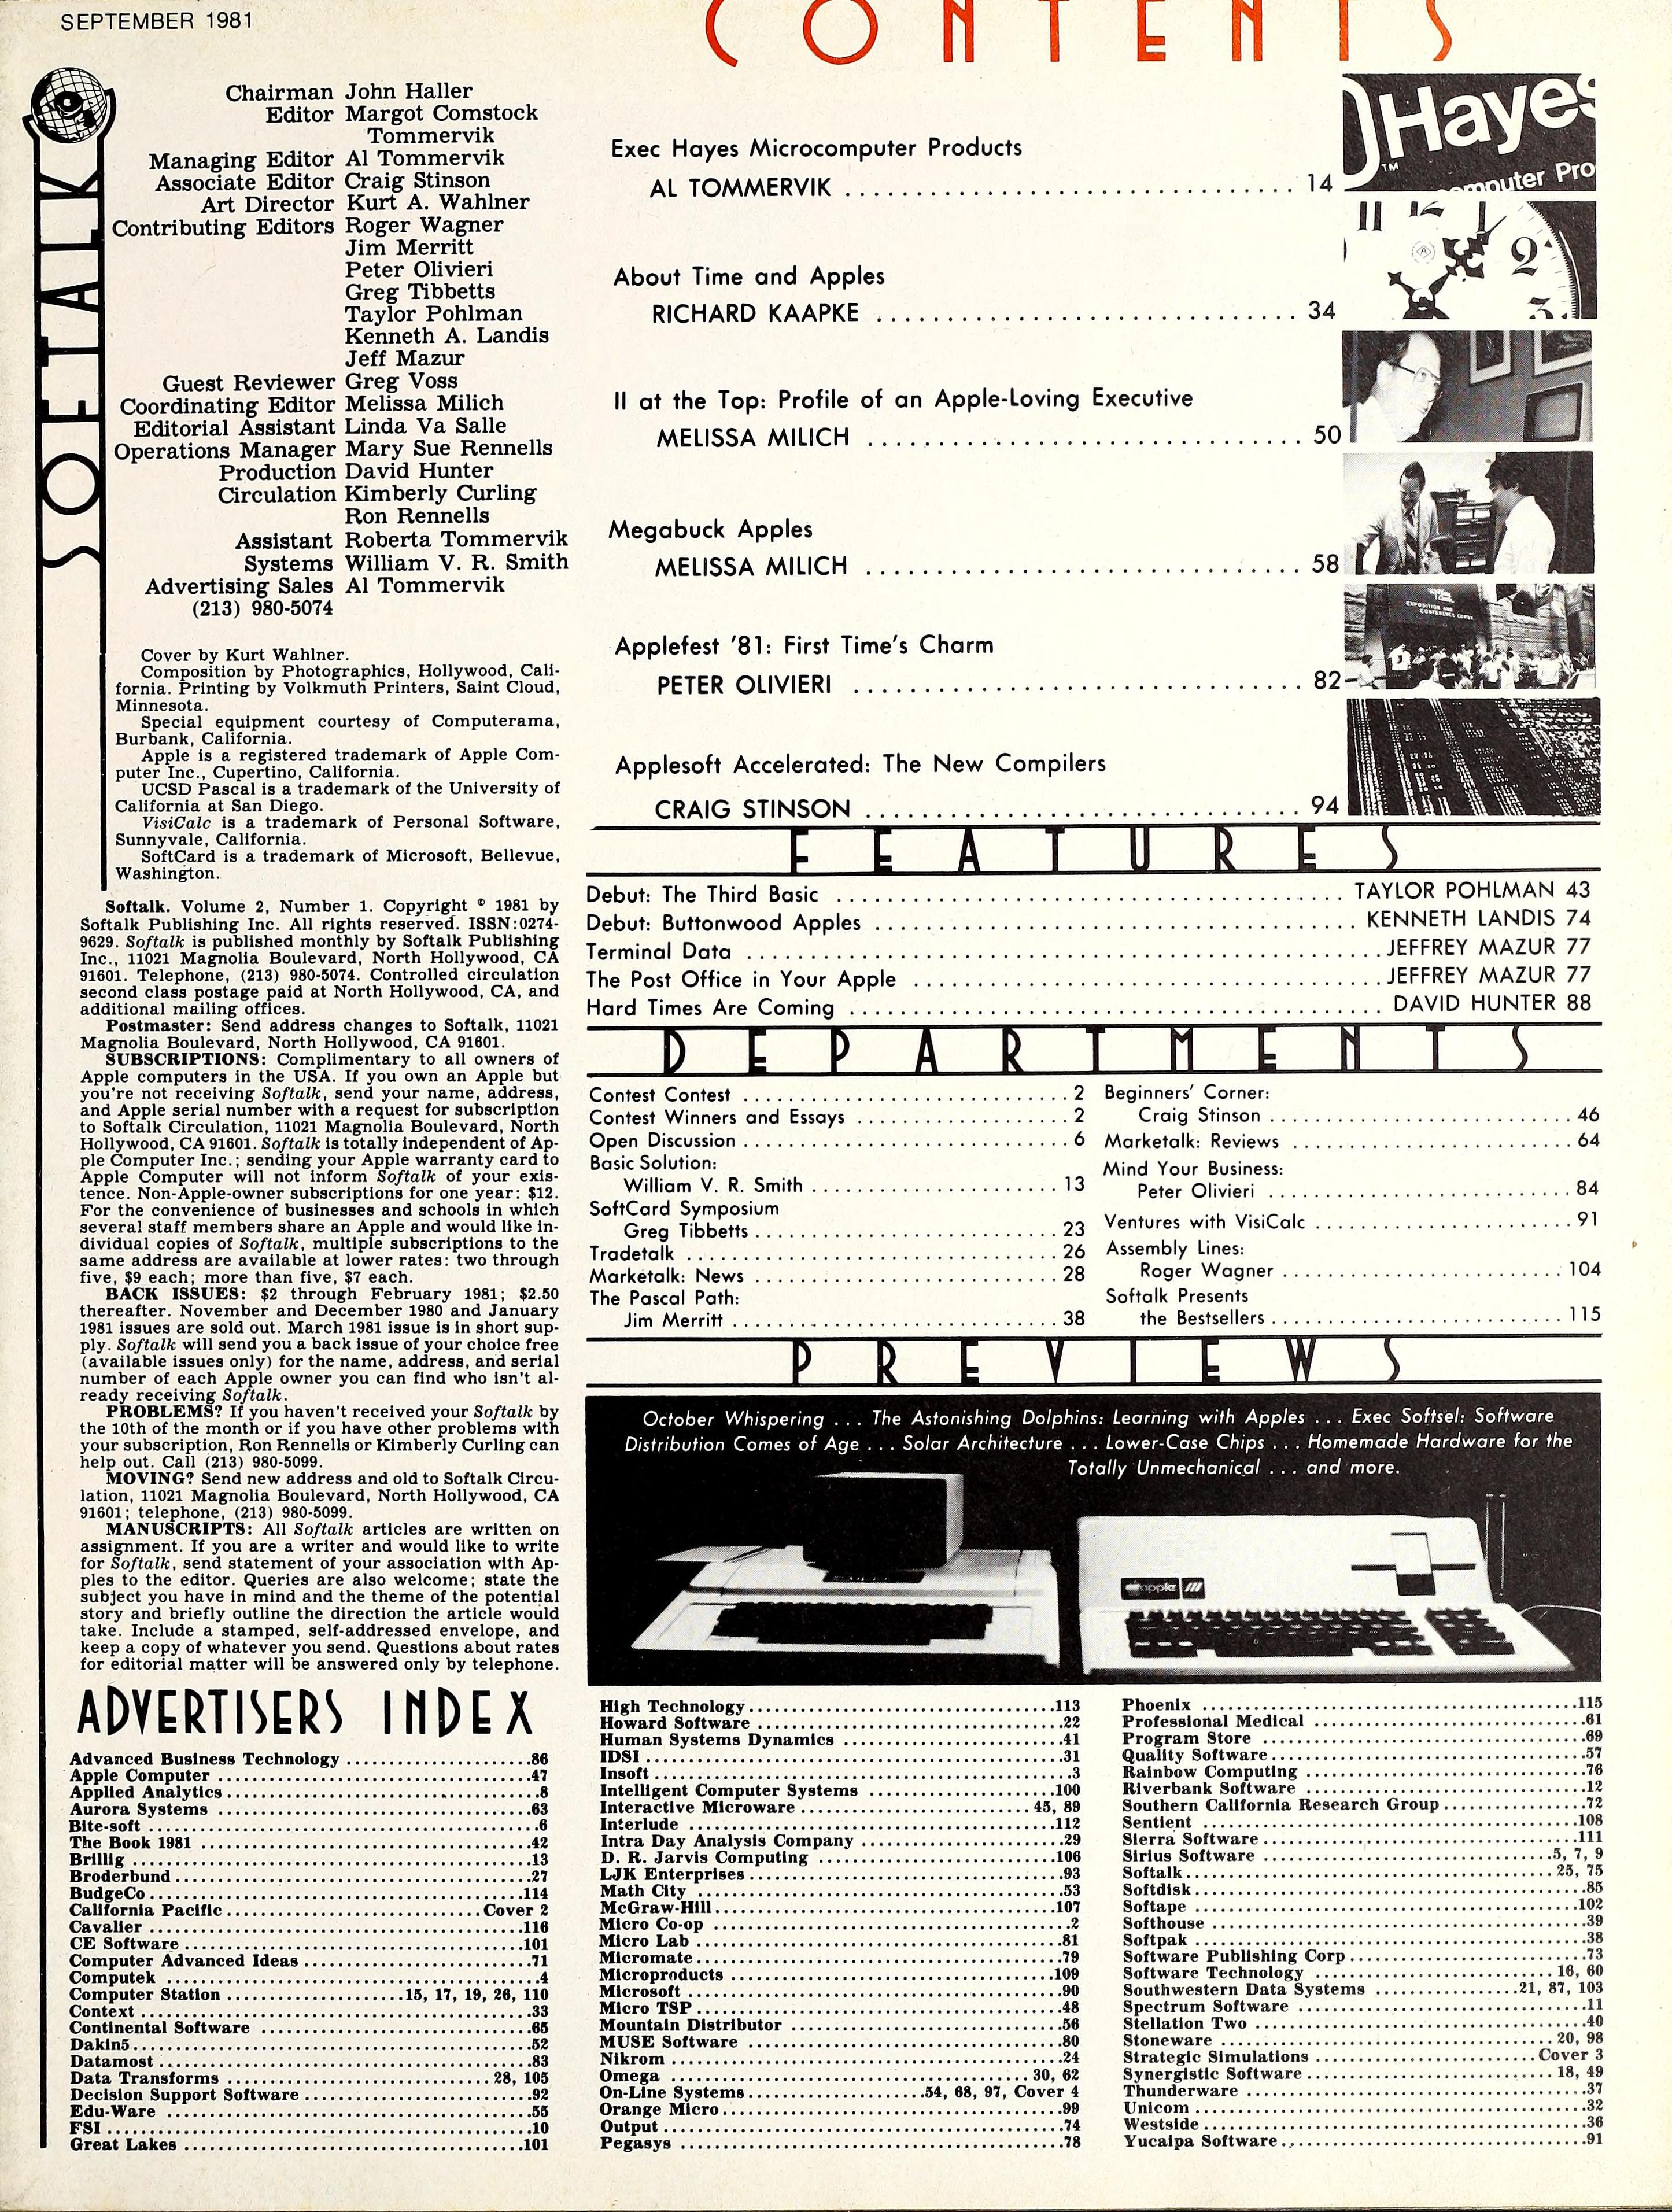 SEPTEMBER 1981
CONTENTS
SOFTALK
Chairman John Haller
Editor Margot Comstock
Tommervik
Managing Editor Al Tommervik
Associate Editor Craig Stinson
Art Director Kurt A. Wahlner
Contributing Editors Roger Wagner
Jim Merritt
Peter Olivieri
Greg Tibbetts
Taylor Pohlman
Kenneth A. Landis
Jeff Mazur
Guest Reviewer Greg Voss
Coordinating Editor Melissa Milich
Editorial Assistant Linda Va Salle
Operations Manager Mary Sue Rennells
Production David Hunter
Circulation Kimberly Curling
Ron Rennells
Assistant Roberta Tommervik
Systems William V. R. Smith
Advertising Sales Al Tommervik
(213) 980-5074
Cover by Kurt Wahlner.
Composition by Photographics, Hollywood, Cali-
fornia. Printing by Volkmuth Printers, Saint Cloud,
Minnesota.
Special equipment courtesy of Computerama,
Burbank, California.
Apple is a registered trademark of Apple Com-
puter Inc., Cupertino, California.
UCSD Pascal is a trademark of the University of
California at San Diego.
VisiCalc is a trademark of Personal Software,
Sunnyvale, California.
SoftCard is a trademark of Microsoft, Bellevue,
Washington.
Softalk. Volume 2, Number 1. Copyright © 1981 by
Softalk Publishing Inc. All rights reserved. ISSN:0274-
9629. Softalk is published monthly by Softalk Publishing
Inc., 11021 Magnolia Boulevard, North Hollywood, CA
91601. Telephone, (213) 980-5074. Controlled circulation
second class postage paid at North Hollywood, CA, and
additional mailing offices.
Postmaster: Send address changes to Softalk, 11021
Magnolia Boulevard, North Hollywood, CA 91601.
SUBSCRIPTIONS: Complimentary to all owners of
Apple computers in the USA. If you own an Apple but
you're not receiving Softalk, send your name, address,
and Apple serial number with a request for subscription
to Softalk Circulation, 11021 Magnolia Boulevard, North
Hollywood, CA 91601. Softalk is totally independent of Ap-
ple Computer Inc.; sending your Apple warranty card to
Apple Computer will not inform Softalk of your exis-
tence. Non-Apple-owner subscriptions for one year: $12.
For the convenience of businesses and schools in which
several staff members share an Apple and would like in-
dividual copies of Softalk, multiple subscriptions to the
same address are available at lower rates: two through
five, $9 each; more than five, $7 each.
BACK ISSUES: $2 through February 1981; $2.50
thereafter. November and December 1980 and January
1981 issues are sold out. March 1981 issue is in short sup-
ply. Softalk will send you a back issue of your choice free
(available issues only) for the name, address, and serial
number of each Apple owner you can find who isn't al-
ready receiving Softalk.
PROBLEMS? If you haven't received your Softalk by
the 10th of the month or if you have other problems with
your subscription, Ron Rennells or Kimberly Curling can
help out. Call (213) 980-5099.
MOVING? Send new address and old to Softalk Circu-
lation, 11021 Magnolia Boulevard, North Hollywood, CA
91601; telephone, (213) 980-5099.
MANUSCRIPTS: All Softalk articles are written on
assignment. If you are a writer and would like to write
for Softalk, send statement of your association with Ap-
ples to the editor. Queries are also welcome; state the
subject you have in mind and the theme of the potential
story and briefly outline the direction the article would
take. Include a stamped, self-addressed envelope, and
keep a copy of whatever you send. Questions about rates
for editorial matter will be answered only by telephone.
Exec Hayes Microcomputer Products
AL TOMMERVIK .......... 14
About Time and Apples
RICHARD KAAPKE .......... 34
II at the Top: Profile of an Apple-Loving Executive
MELISSA MILICH .......... 50
Megabuck Apples
MELISSA MILICH .......... 58
Applefest '81: First Time's Charm
PETER OLIVIERI .......... 82
Applesoft Accelerated: The New Compilers
CRAIG STINSON .......... 94
Hayes
TM
computer Pro
11 12
2
3
EXPOSITION AND
CONFERENCE CENTER
FEATURES
Debut: The Third Basic .......... TAYLOR POHLMAN 43
Debut: Buttonwood Apples .......... KENNETH LANDIS 74
Terminal Data .......... JEFFREY MAZUR 77
The Post Office in Your Apple .......... JEFFREY MAZUR 77
Hard Times Are Coming .......... DAVID HUNTER 88
DEPARTMENTS
Contest Contest .......... 2
Contest Winners and Essays .......... 2
Open Discussion .......... 6
Basic Solution:
William V. R. Smith .......... 13
SoftCard Symposium
Greg Tibbetts .......... 23
Tradetalk .......... 26
Marketalk: News .......... 28
The Pascal Path:
Jim Merritt .......... 38
Beginners' Corner:
Craig Stinson .......... 46
Marketalk: Reviews .......... 64
Mind Your Business:
Peter Olivieri .......... 84
Ventures with VisiCalc .......... 91
Assembly Lines:
Roger Wagner .......... 104
Softalk Presents
the Bestsellers .......... 115
PREVIEWS
October Whispering . . . The Astonishing Dolphins: Learning with Apples . . . Exec Softsel: Software
Distribution Comes of Age . . . Solar Architecture . . . Lower-Case Chips . . . Homemade Hardware for the
Totally Unmechanical . . . and more.
apple ///
ADVERTISERS INDEX
Advanced Business Technology .......... 86
Apple Computer .......... 47
Applied Analytics .......... 8
Aurora Systems .......... 63
Bite-soft .......... 6
The Book 1981 .......... 42
Brillig .......... 13
Broderbund .......... 27
BudgeCo .......... 114
California Pacific .......... Cover 2
Cavalier .......... 116
CE Software .......... 101
Computer Advanced Ideas .......... 71
Computek .......... 4
Computer Station .......... 15, 17, 19, 26, 110
Context .......... 33
Continental Software .......... 65
Dakin5 .......... 52
Datamost .......... 83
Data Transforms .......... 28, 105
Decision Support Software .......... 92
Edu-Ware .......... 55
FSI .......... 10
Great Lakes .......... 101
High Technology .......... 113
Howard Software .......... 22
Human Systems Dynamics .......... 41
IDSI .......... 31
Insoft .......... 3
Intelligent Computer Systems .......... 100
Interactive Microware .......... 45, 89
Interlude .......... 112
Intra Day Analysis Company .......... 29
D. R. Jarvis Computing .......... 106
LJK Enterprises .......... 93
Math City .......... 53
McGraw-Hill .......... 107
Micro Co-op .......... 2
Micro Lab .......... 81
Micromate .......... 79
Microproducts .......... 109
Microsoft .......... 90
Micro TSP .......... 48
Mountain Distributor .......... 56
MUSE Software .......... 80
Nikrom .......... 24
Omega .......... 30, 62
On-Line Systems .......... 54, 68, 97, Cover 4
Orange Micro .......... 99
Output .......... 74
Pegasys .......... 78
Phoenix .......... 115
Professional Medical .......... 61
Program Store .......... 69
Quality Software .......... 57
Rainbow Computing .......... 76
Riverbank Software .......... 12
Southern California Research Group .......... 72
Sentient .......... 108
Sierra Software .......... 111
Sirius Software .......... 5, 7, 9
Softalk .......... 25, 75
Softdisk .......... 85
Softape .......... 102
Softhouse .......... 39
Softpak .......... 38
Software Publishing Corp .......... 73
Software Technology .......... 16, 60
Southwestern Data Systems .......... 21, 87, 103
Spectrum Software .......... 11
Stellation Two .......... 40
Stoneware .......... 20, 98
Strategic Simulations .......... Cover 3
Synergistic Software .......... 18, 49
Thunderware .......... 37
Unicom .......... 32
Westside .......... 36
Yucaipa Software .......... 91